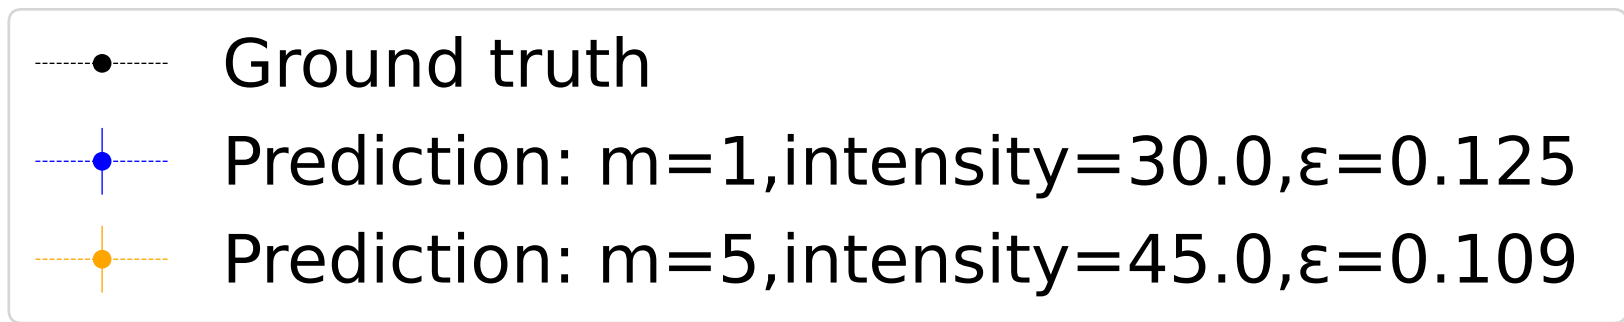 Ground truth
Prediction: m=1,intensity=30.0,ε=0.125
Prediction: m=5,intensity=45.0,ε=0.109